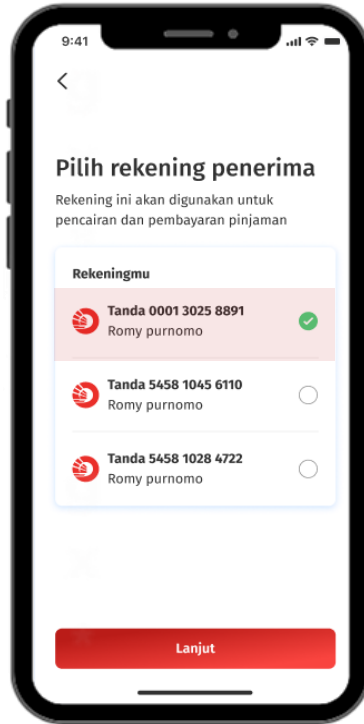 9:41
Pilih rekening penerima
Rekening ini akan digunakan untuk
pencairan dan pembayaran pinjaman
Rekeningmu
Tanda 0001 3025 8891
Romy purnomo
Tanda 5458 1045 6110
Romy purnomo
Tanda 5458 1028 4722
Romy purnomo
Lanjut